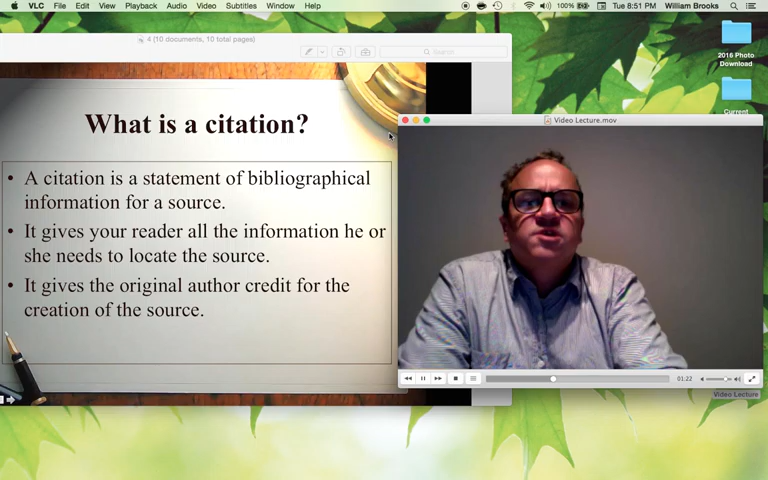 VLC File Edit View Playback Audio Video Subtitles Window Help 100% Tue 8:51 PM William Brooks
4 (10 documents, 10 total pages)
Search
2016 Photo
Download
Current
Video Lecture.mov
What is a citation?
• A citation is a statement of bibliographical
information for a source.
• It gives your reader all the information he or
she needs to locate the source.
• It gives the original author credit for the
creation of the source.
01:22
Video Lecture